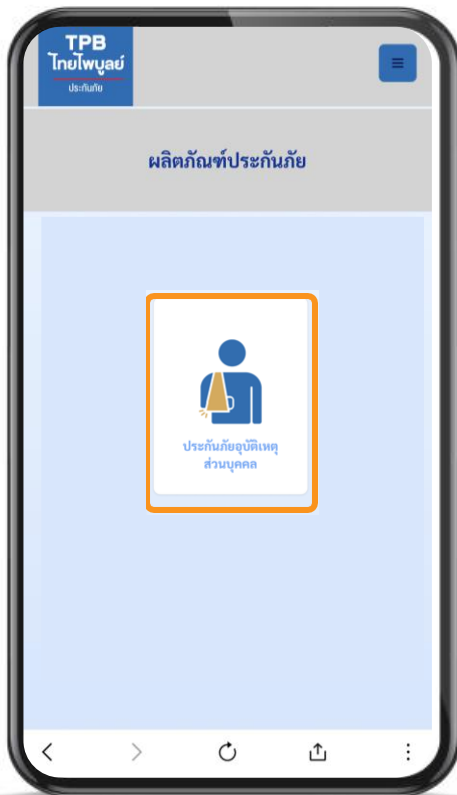 TPB
ไทยไพบูลย์
ประกันภัย
ผลิตภัณฑ์ประกันภัย
ประกันภัยอุบัติเหตุ
ส่วนบุคคล